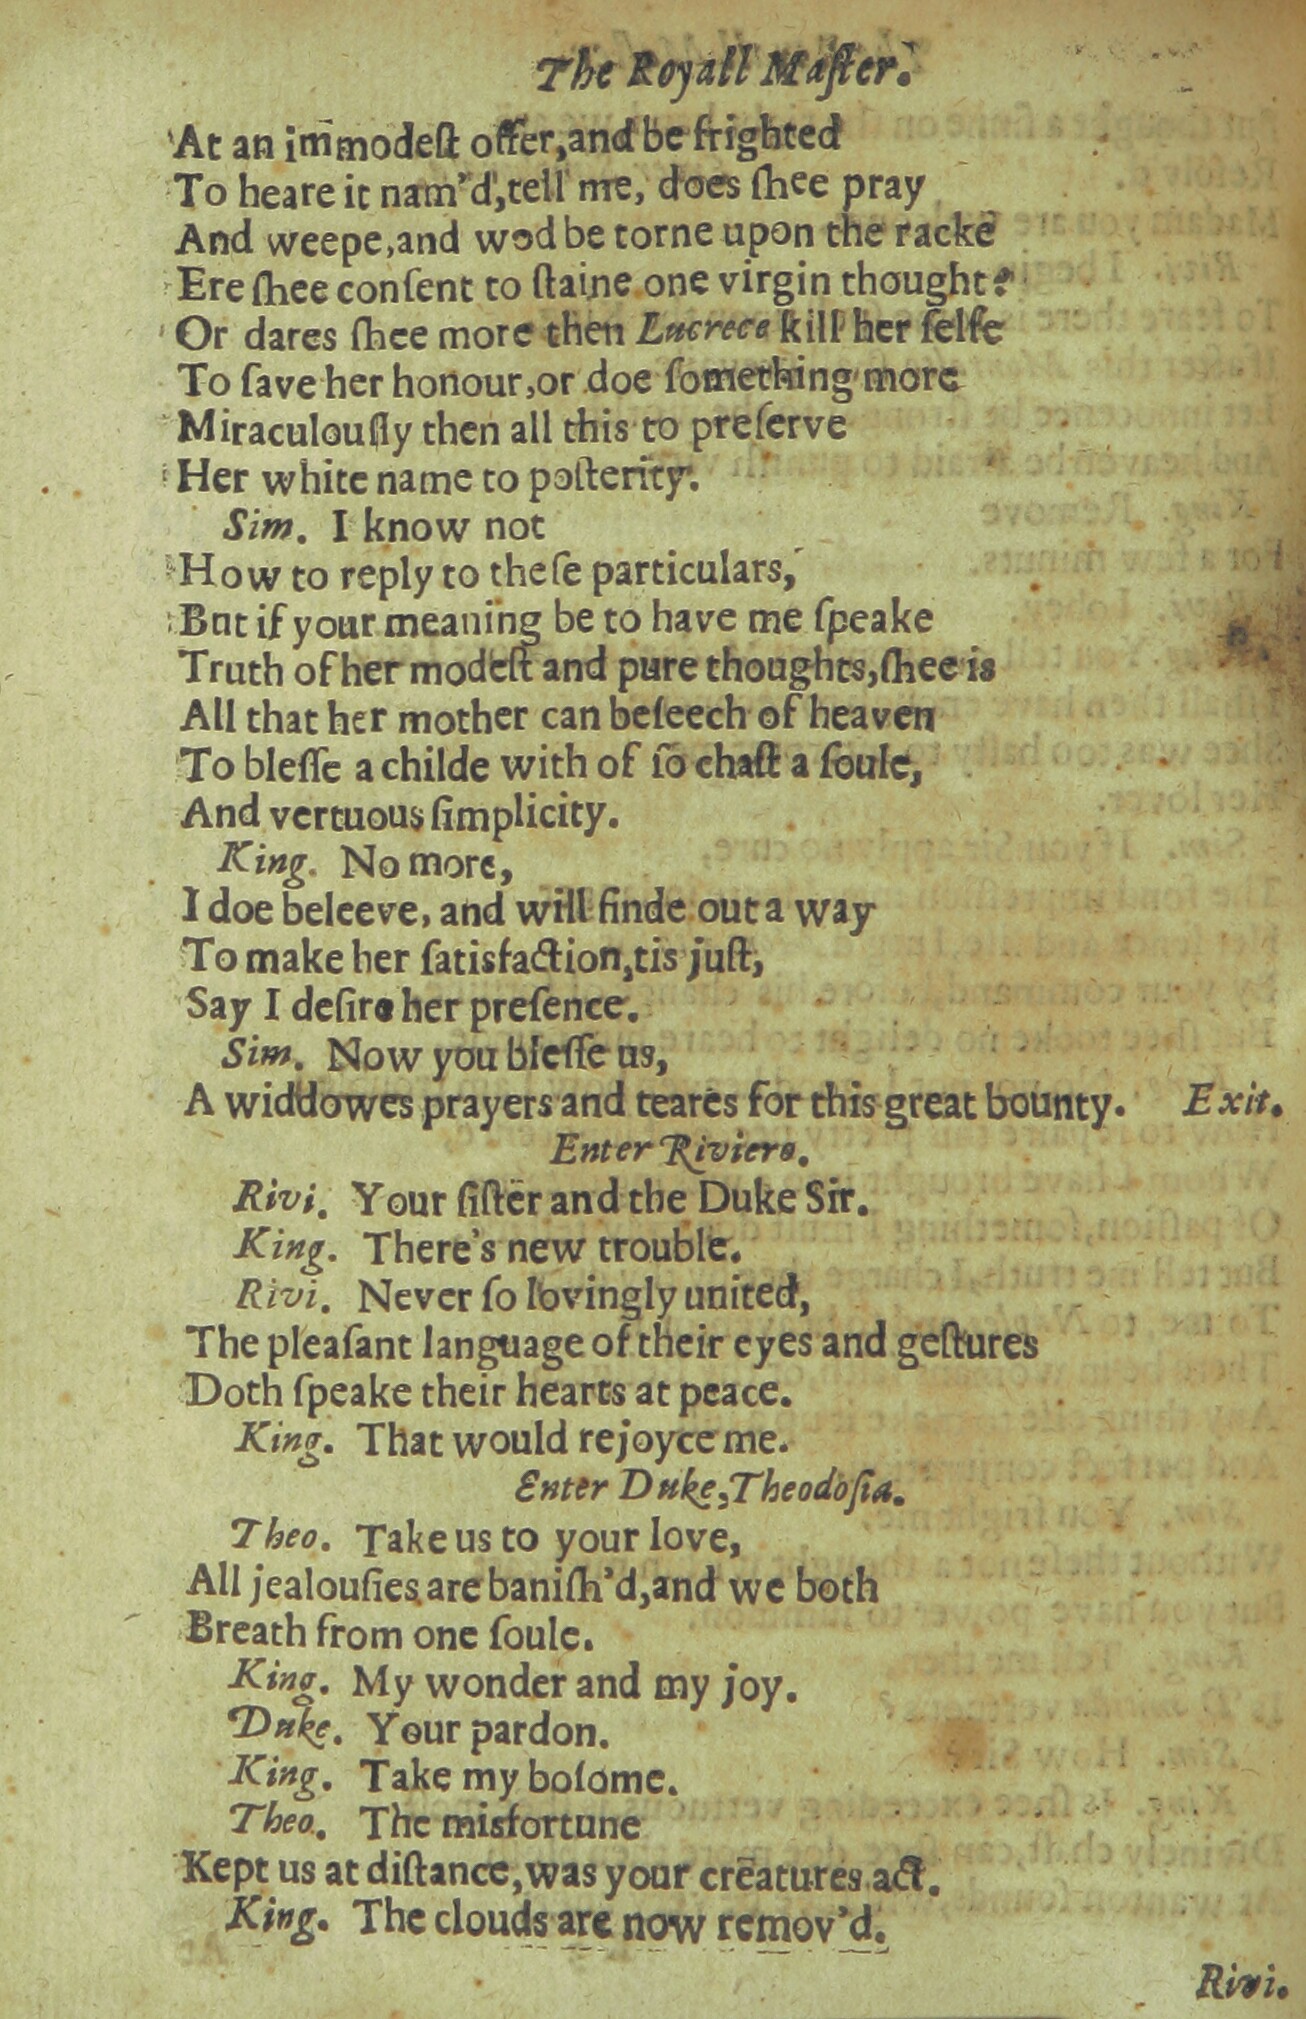 The Royall Maſter.
At an immodeſt offer,and be frighted
To heare it nam'd,tell me, does ſhee pray
And weepe,and wod be torne upon the racke
Ere ſhee conſent to ſtaine one virgin thought?
Or dares ſhee more then Lucrece kill her ſelfe
To ſave her honour,or doe ſomething more
Miraculouſly then all this to preſerve
Her white name to poſterity.
Sim. I know not
How to reply to theſe particulars,
But if your meaning be to have me ſpeake
Truth of her modeſt and pure thoughts,ſhee is
All that her mother can beſeech of heaven
To bleſſe a childe with of ſo chaſt a ſoule,
And vertuous ſimplicity.
King. No more,
I doe beleeve, and will finde out a way
To make her ſatisfaction,tis juſt,
Say I deſire her preſence.
Sim. Now you bleſſe us,
A widdowes prayers and teares for this great bounty. Exit.
Enter Riviero.
Rivi. Your ſiſter and the Duke Sir.
King. There's new trouble.
Rivi. Never ſo lovingly united,
The pleaſant language of their eyes and geſtures
Doth ſpeake their hearts at peace.
King. That would rejoyce me.
Enter Duke,Theodoſia.
Theo. Take us to your love,
All jealouſies are baniſh'd,and we both
Breath from one ſoule.
King. My wonder and my joy.
Duke. Your pardon.
King. Take my boſome.
Theo. The misfortune
Kept us at diſtance,was your creatures act.
King. The clouds are now remov'd.
Rivi.